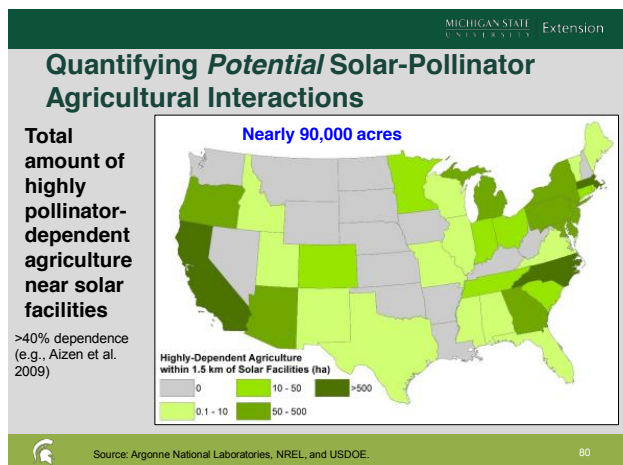 MICHIGAN STATE
UNIVERSITY
Extension
Quantifying Potential Solar-Pollinator
Agricultural Interactions
Total
amount of
highly
pollinator-
dependent
agriculture
near solar
facilities
>40% dependence
(e.g., Aizen et al.
2009)
Nearly 90,000 acres
Highly-Dependent Agriculture
within 1.5 km of Solar Facilities (ha)
0
10 - 50
>500
0.1 - 10
50 - 500
Source: Argonne National Laboratories, NREL, and USDOE.
80